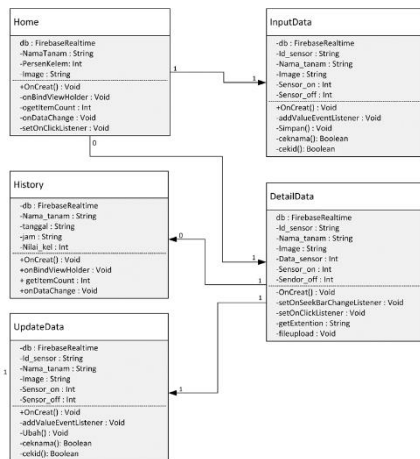 Home
db : FirebaseRealtime
-NamaTanam : String
-PersenKelem: Int
-Image : String
+OnCreat() : Void
-onBindViewHolder
-ogetItemCount : Int
-onDataChange : Void
-setOnClickListener : Void
1
1
0
InputData
-db : FirebaseRealtime
-Id_sensor : String
-Nama_tanam : String
-Image : String
-Sensor_on : Int
-Sensor_off : Int
+OnCreat() : Void
-addValueEventListener : Void
-Simpan() : Void
-ceknama(): Boolean
-cekid(): Boolean
History
-db : FirebaseRealtime
-Nama_tanam : String
-tanggal : String
-jam : String
-Nilai_kel : Int
+OnCreat() : Void
+onBindViewHolder
+ getItemCount : Int
+onDataChange : Void
0
1
DetailData
db : FirebaseRealtime
-Id_sensor : String
-Nama_tanam : String
-Image : String
-Data_sensor : Int
-Sensor_on : Int
-Sendor_off : Int
-OnCreat() : Void
-setOnSeekBarChangeListener : Void
-setOnClickListener : Void
-getExtention : String
-fileupload : Void
1
1
UpdateData
-db : FirebaseRealtime
-Id_sensor : String
-Nama_tanam : String
-Image : String
-Sensor_on : Int
-Sensor_off : Int
+OnCreat() : Void
-addValueEventListener : Void
-Ubah() : Void
-ceknama(): Boolean
-cekid(): Boolean
1
1